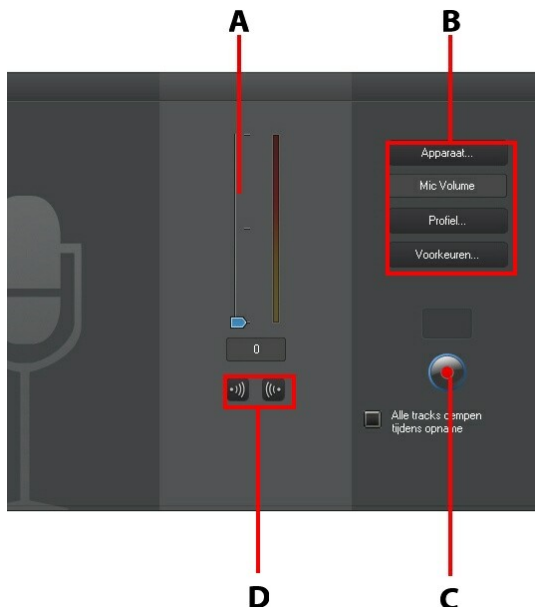 A
B
Apparaat...
Mic Volume
Profiel...
Voorkeuren...
0
Alle tracks dempen
tijdens opname
D
C